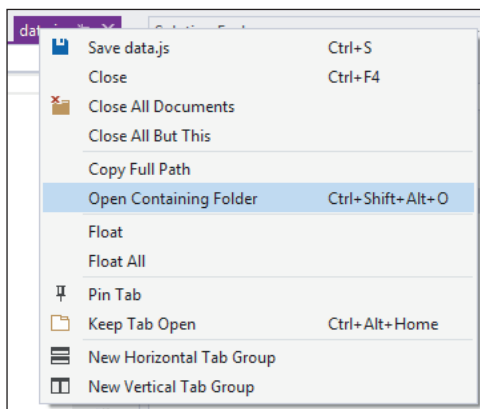 Save data.js Ctrl+S
Close Ctrl+F4
Close All Documents
Close All But This
Copy Full Path
Open Containing Folder Ctrl+Shift+Alt+O
Float
Float All
Pin Tab
Keep Tab Open Ctrl+Alt+Home
New Horizontal Tab Group
New Vertical Tab Group